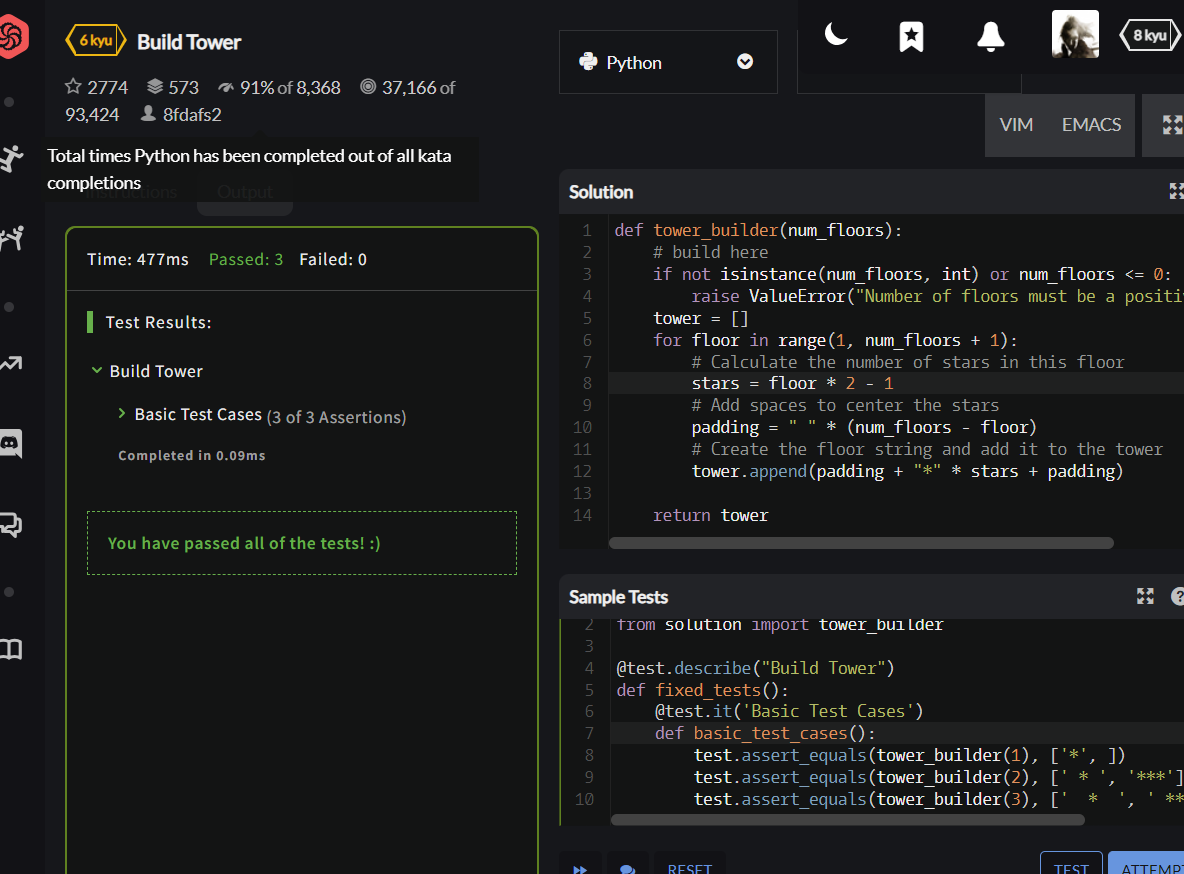 6 kyu Build Tower
2774 573 91% of 8,368 37,166 of
93,424 8fdafs2
Total times Python has been completed out of all kata
completions
Output
Time: 477ms Passed: 3 Failed: 0
Test Results:
Build Tower
Basic Test Cases (3 of 3 Assertions)
Completed in 0.09ms
You have passed all of the tests! :)
Python
8 kyu
VIM EMACS
Solution
1 def tower_builder(num_floors):
2     # build here
3     if not isinstance(num_floors, int) or num_floors <= 0:
4         raise ValueError("Number of floors must be a positi
5     tower = []
6     for floor in range(1, num_floors + 1):
7         # Calculate the number of stars in this floor
8         stars = floor * 2 - 1
9         # Add spaces to center the stars
10         padding = " " * (num_floors - floor)
11         # Create the floor string and add it to the tower
12         tower.append(padding + "*" * stars + padding)
13
14     return tower
Sample Tests
2 from solution import tower_builder
3
4 @test.describe("Build Tower")
5 def fixed_tests():
6     @test.it('Basic Test Cases')
7     def basic_test_cases():
8         test.assert_equals(tower_builder(1), ['*', ])
9         test.assert_equals(tower_builder(2), [' * ', '***']
10         test.assert_equals(tower_builder(3), ['  *  ', ' **
RESET TEST ATTEMPT